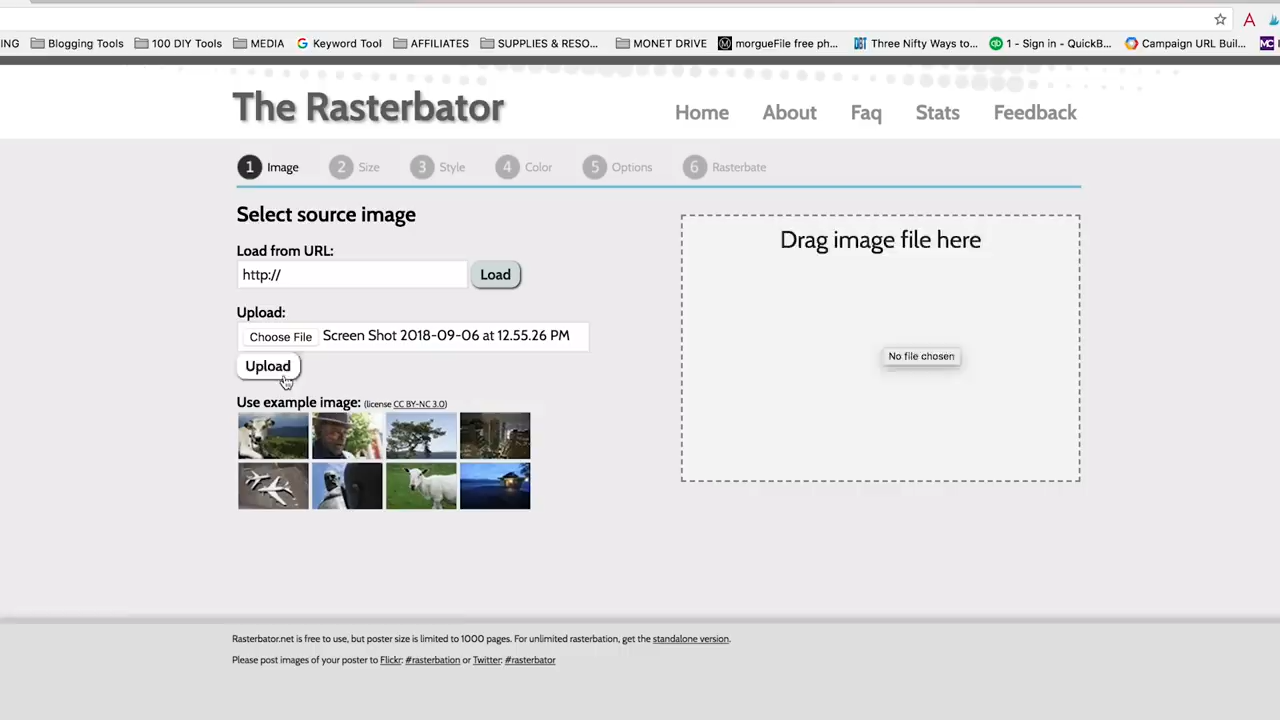 ING Blogging Tools 100 DIY Tools MEDIA Keyword Tool AFFILIATES SUPPLIES & RESO... MONET DRIVE morgueFile free ph... Three Nifty Ways to... 1 - Sign in - QuickB... Campaign URL Buil...
The Rasterbator
Home About Faq Stats Feedback
1 Image 2 Size 3 Style 4 Color 5 Options 6 Rasterbate
Select source image
Drag image file here
Load from URL:
http:// Load
Upload:
Choose File Screen Shot 2018-09-06 at 12.55.26 PM
No file chosen
Upload
Use example image: (license CC BY-NC 3.0)
Rasterbator.net is free to use, but poster size is limited to 1000 pages. For unlimited rasterbation, get the standalone version.
Please post images of your poster to Flickr: #rasterbation or Twitter: #rasterbator